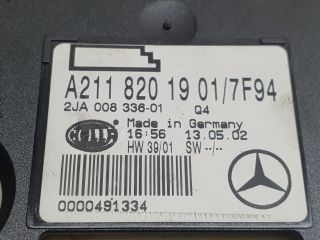 A211 820 19 01/7F94
2JA 008 336-01 Q4
HELLA
Made in Germany
16:56 13.05.02
HW 39/01 SW --/--
0000491334